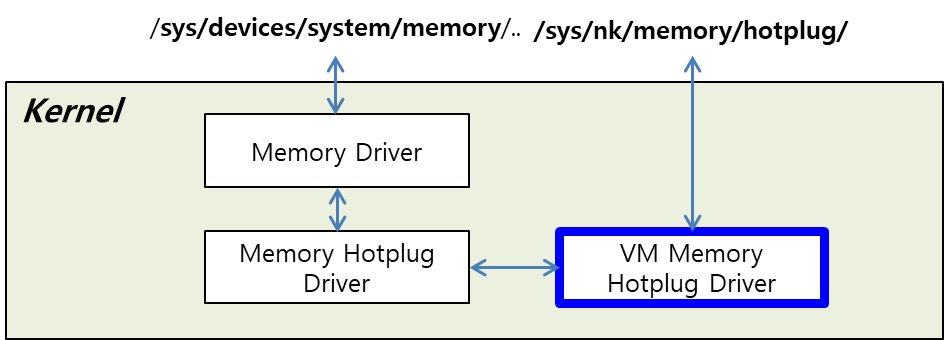 /sys/devices/system/memory/.. /sys/nk/memory/hotplug/
Kernel
Memory Driver
Memory Hotplug
Driver
VM Memory
Hotplug Driver